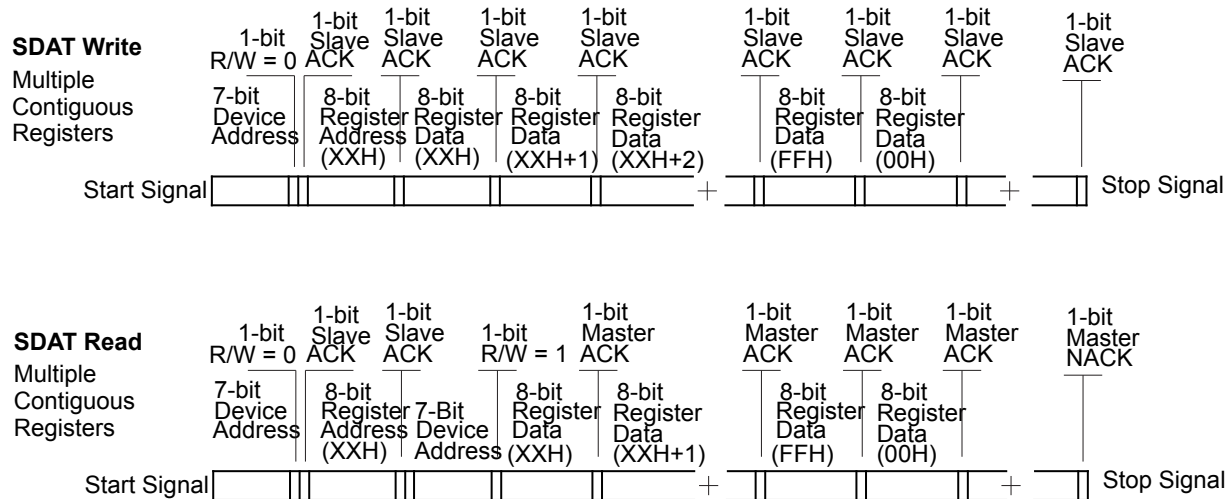 SDAT Write
Multiple
Contiguous
Registers
1-bit
R/W = 0
1-bit
Slave
ACK
1-bit
Slave
ACK
1-bit
Slave
ACK
1-bit
Slave
ACK
1-bit
Slave
ACK
1-bit
Slave
ACK
1-bit
Slave
ACK
1-bit
Slave
ACK
7-bit
Device
Address
8-bit
Register
Address
(XXH)
8-bit
Register
Data
(XXH)
8-bit
Register
Data
(XXH+1)
8-bit
Register
Data
(XXH+2)
8-bit
Register
Data
(FFH)
8-bit
Register
Data
(00H)
Start Signal
Stop Signal
SDAT Read
Multiple
Contiguous
Registers
1-bit
R/W = 0
1-bit
Slave
ACK
1-bit
Slave
ACK
1-bit
R/W = 1
1-bit
Master
ACK
1-bit
Master
ACK
1-bit
Master
ACK
1-bit
Master
ACK
1-bit
Master
NACK
7-bit
Device
Address
8-bit
Register
Address
(XXH)
7-Bit
Device
Address
8-bit
Register
Data
(XXH)
8-bit
Register
Data
(XXH+1)
8-bit
Register
Data
(FFH)
8-bit
Register
Data
(00H)
Start Signal
Stop Signal